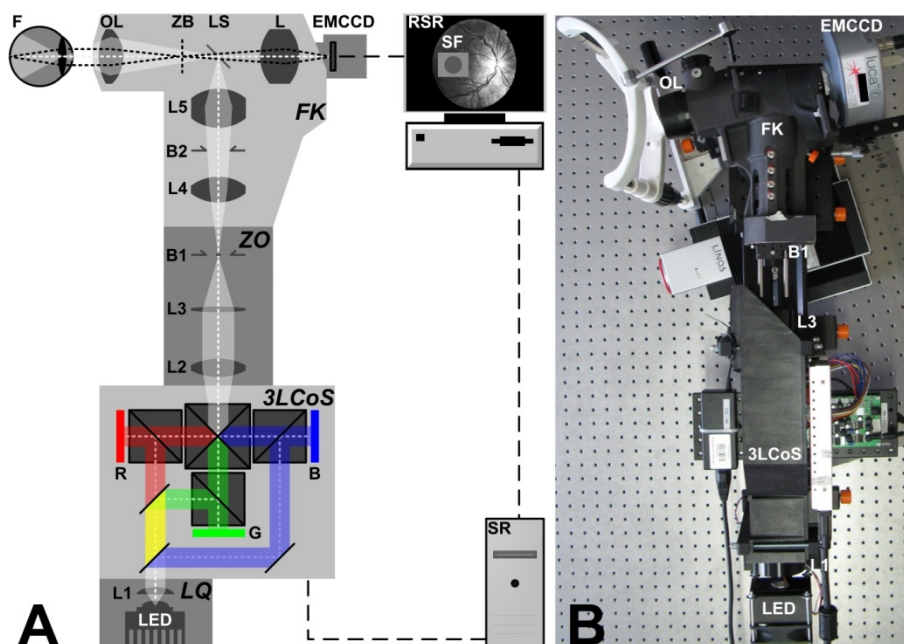 F
OL
ZB
LS
L
EMCCD
RSR
SF
L5
FK
B2
L4
ZO
B1
L3
L2
3LCoS
R
B
G
SR
L1
LQ
LED
A
EMCCD
luca
OL
FK
B1
LINOS
L3
3LCoS
L1
LED
B